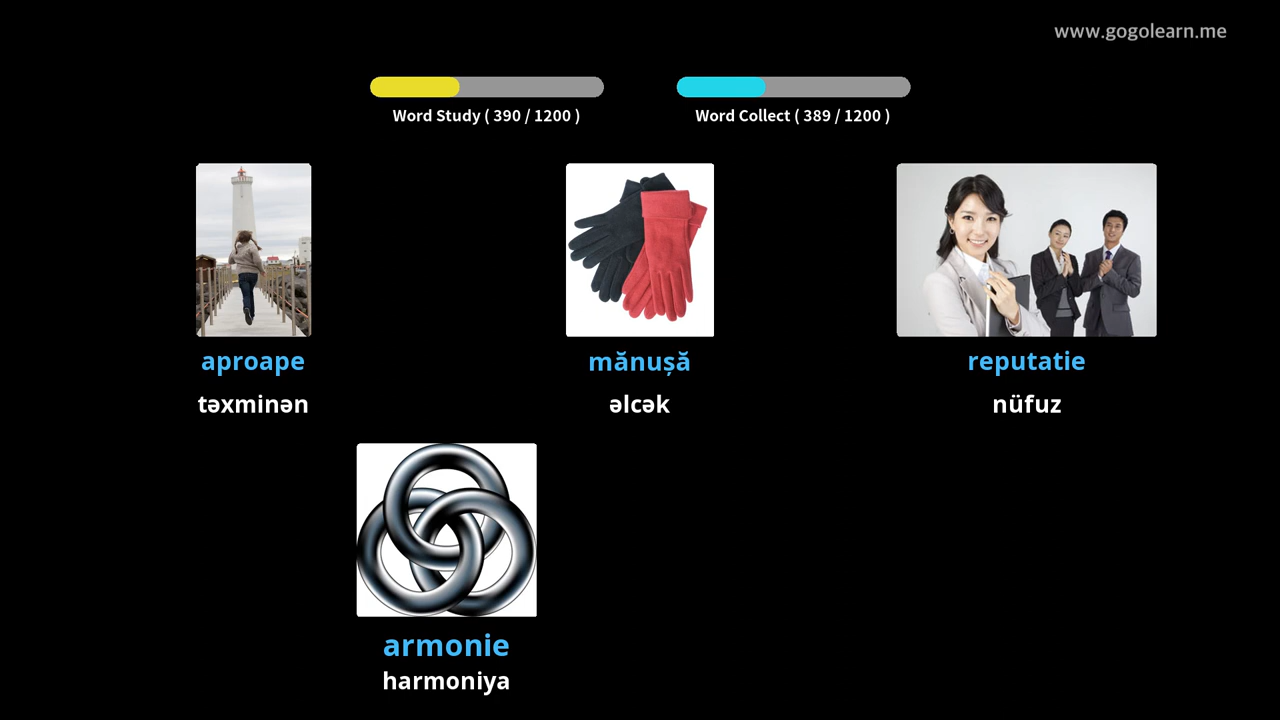 www.gogolearn.me
Word Study ( 390 / 1200 )
Word Collect ( 389 / 1200 )
aproape
təxminən
mănușă
əlcək
reputatie
nüfuz
armonie
harmoniya